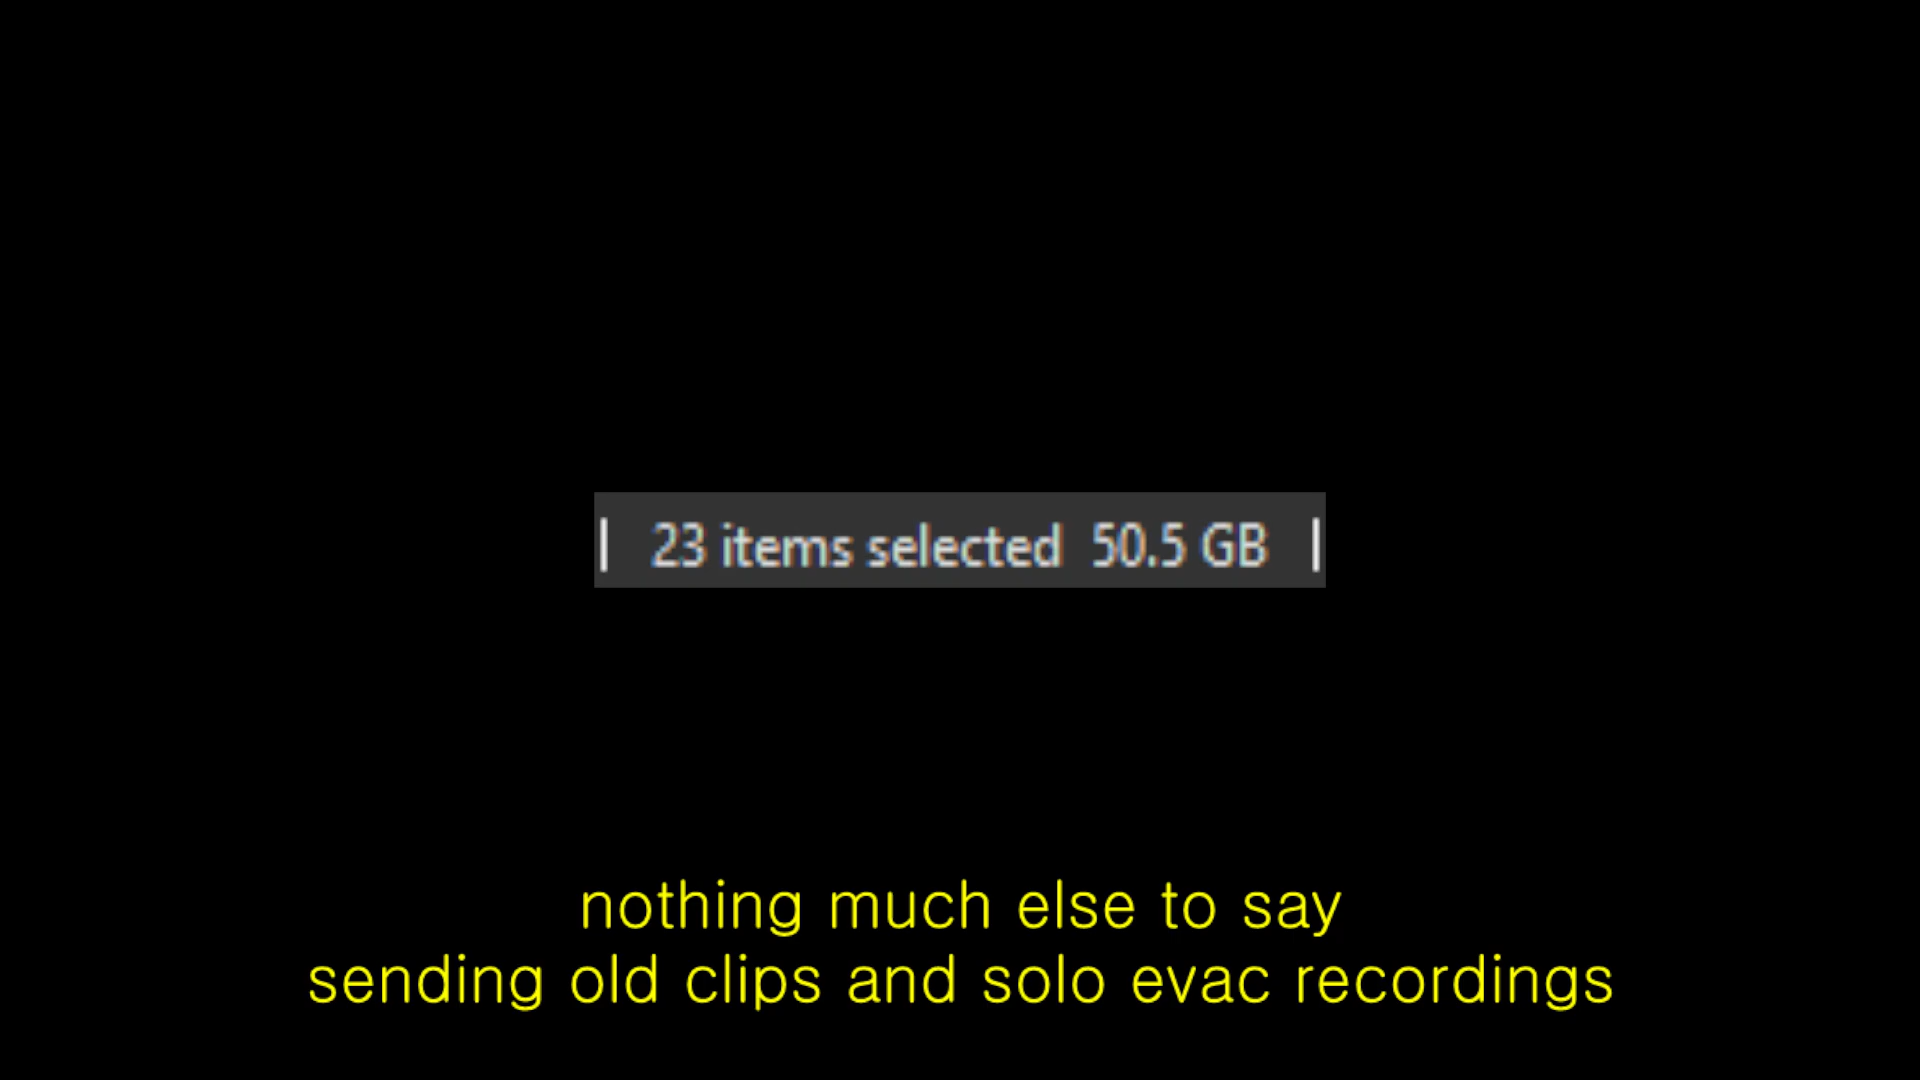 | 23 items selected 50.5 GB |
nothing much else to say
sending old clips and solo evac recordings